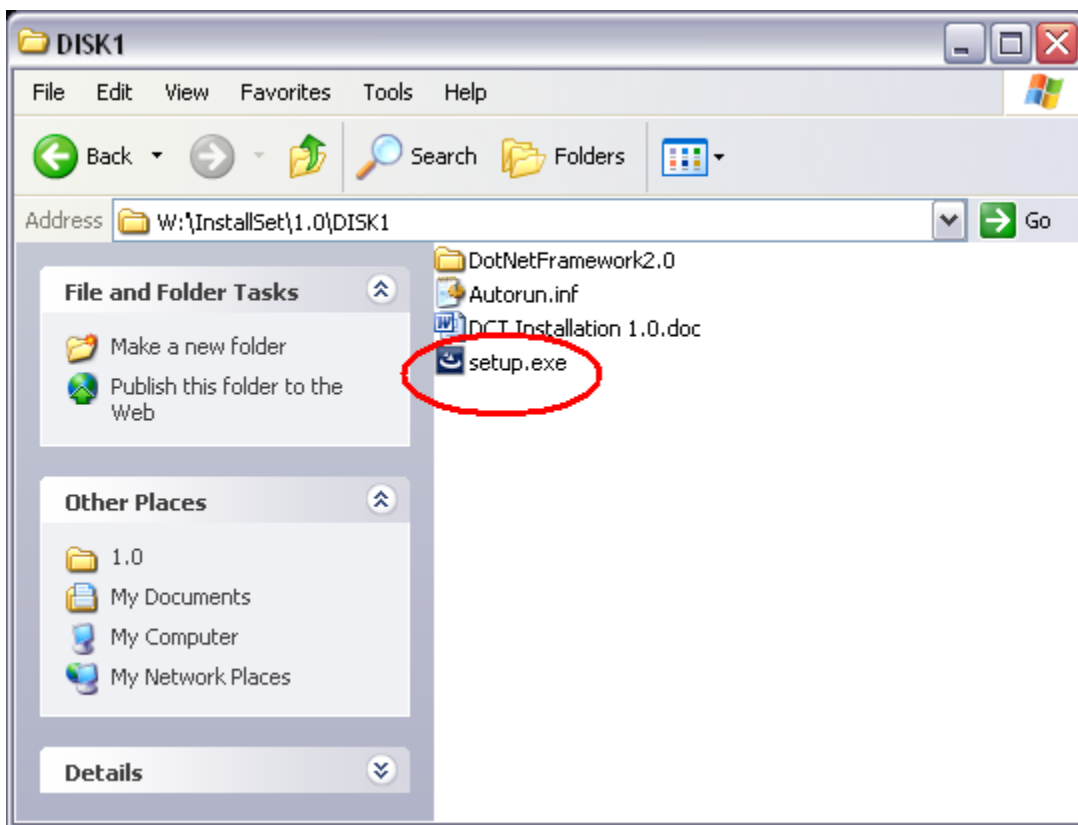 DISK1
File Edit View Favorites Tools Help
Back Search Folders
Address W:\InstallSet\1.0\DISK1 Go
File and Folder Tasks
Make a new folder
Publish this folder to the
Web
Other Places
1.0
My Documents
My Computer
My Network Places
Details
DotNetFramework2.0
Autorun.inf
DCT Installation 1.0.doc
setup.exe